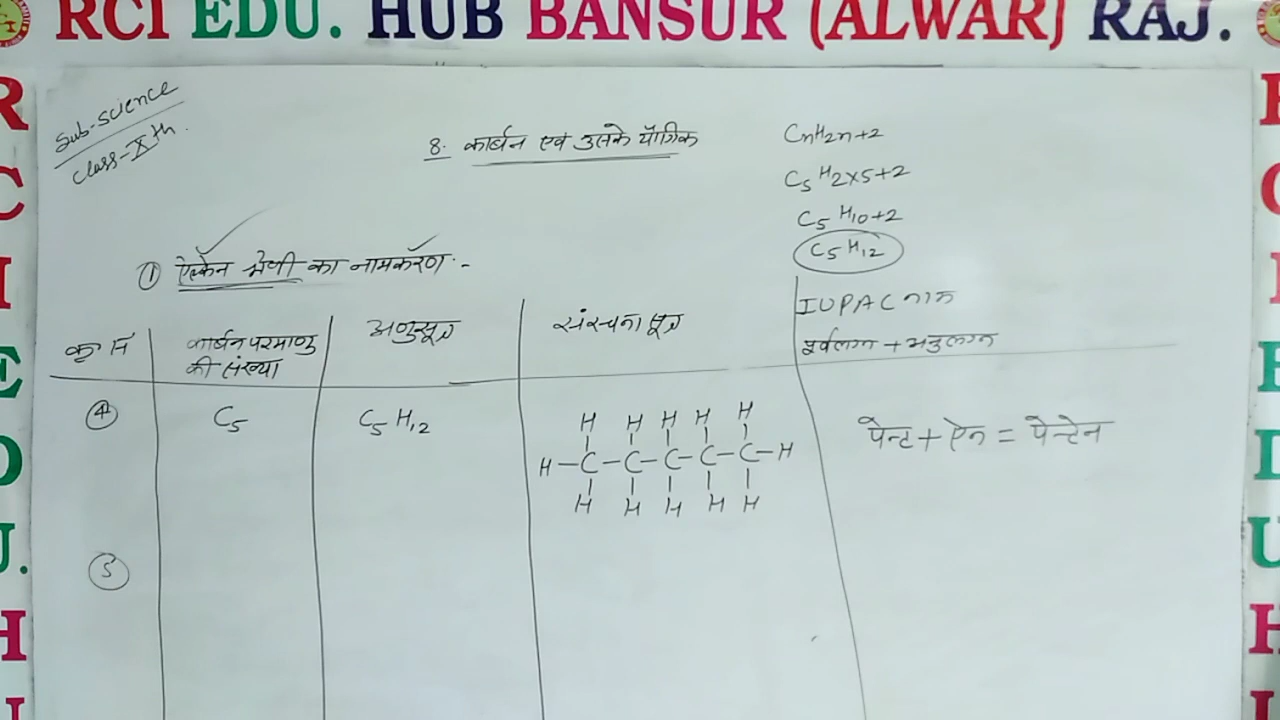 RCI EDU. HUB BANSUR (ALWAR) RAJ.
Sub-Science
Class-Xth.
8. कार्बन एवं उसके यौगिक
CnH2n+2
C5H2x5+2
C5H10+2
C5H12
① ऐल्केन श्रेणी का नामकरण :-
क्र सं
कार्बन परमाणु
की संख्या
अणुसूत्र
संरचना सूत्र
IUPAC नाम
पूर्वलग्न + अनुलग्न
④ C5 C5H12
H H H H H
H-C-C-C-C-C-H
H H H H H
पेन्ट + ऐन = पेन्टेन
⑤
R
C
I
E
D
U.
H
R
C
I
E
D
U
H